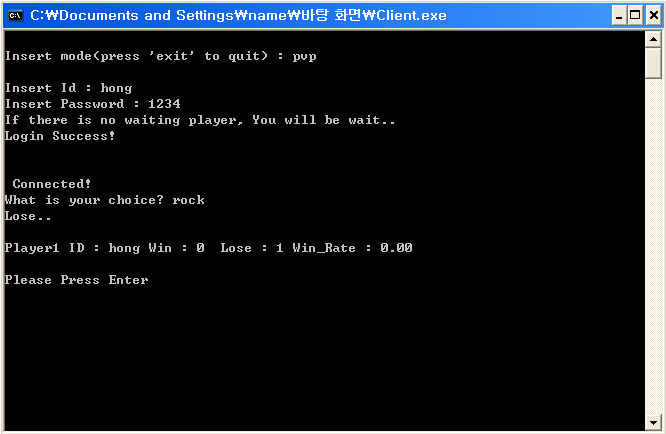 C:₩Documents and Settings₩name₩바탕 화면₩Client.exe
Insert mode(press 'exit' to quit) : pvp
Insert Id : hong
Insert Password : 1234
If there is no waiting player, You will be wait..
Login Success!
Connected!
What is your choice? rock
Lose..
Player1 ID : hong Win : 0  Lose : 1 Win_Rate : 0.00
Please Press Enter